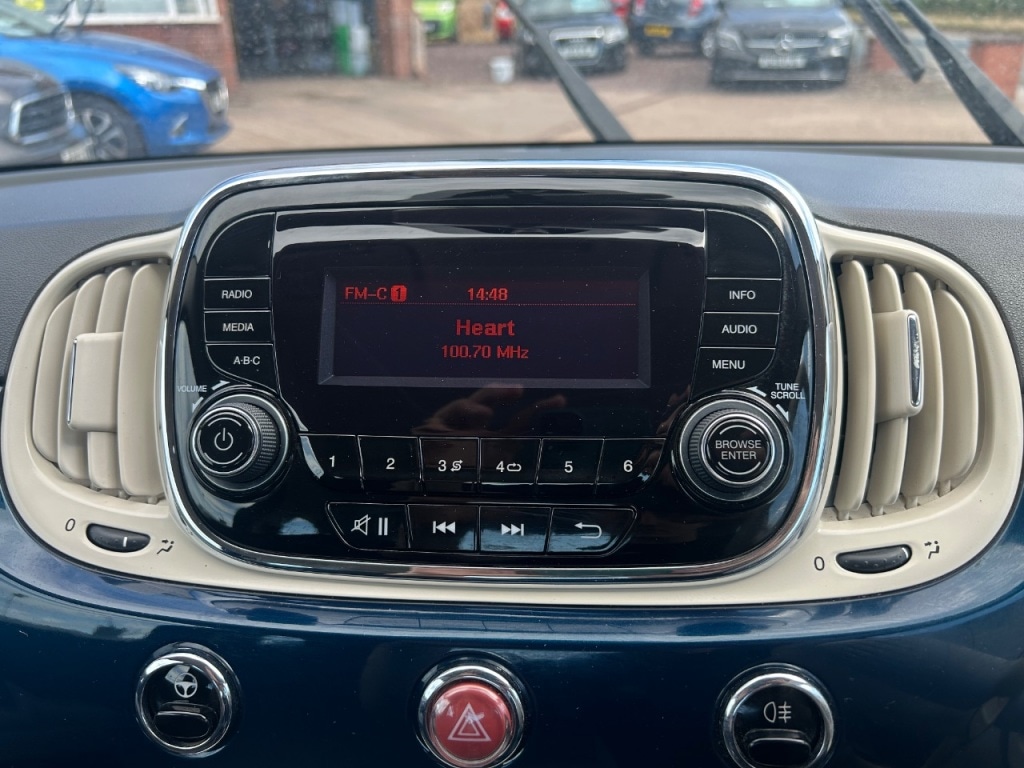 FM-C 1 14:48
Heart
100.70 MHz
RADIO
MEDIA
A·B·C
INFO
AUDIO
MENU
VOLUME
TUNE
SCROLL
BROWSE
ENTER
1 2 3 4 5 6
0
0